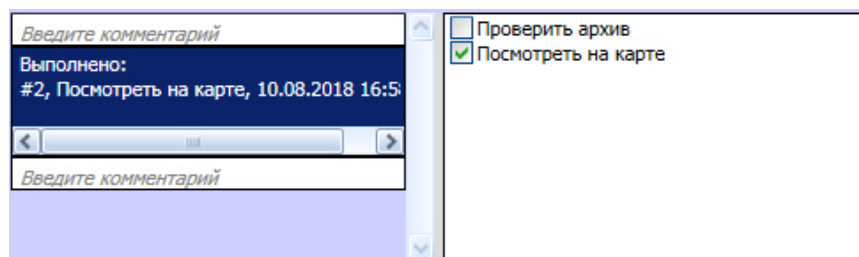 Введите комментарий
Выполнено:
#2, Посмотреть на карте, 10.08.2018 16:5
Введите комментарий
Проверить архив
Посмотреть на карте